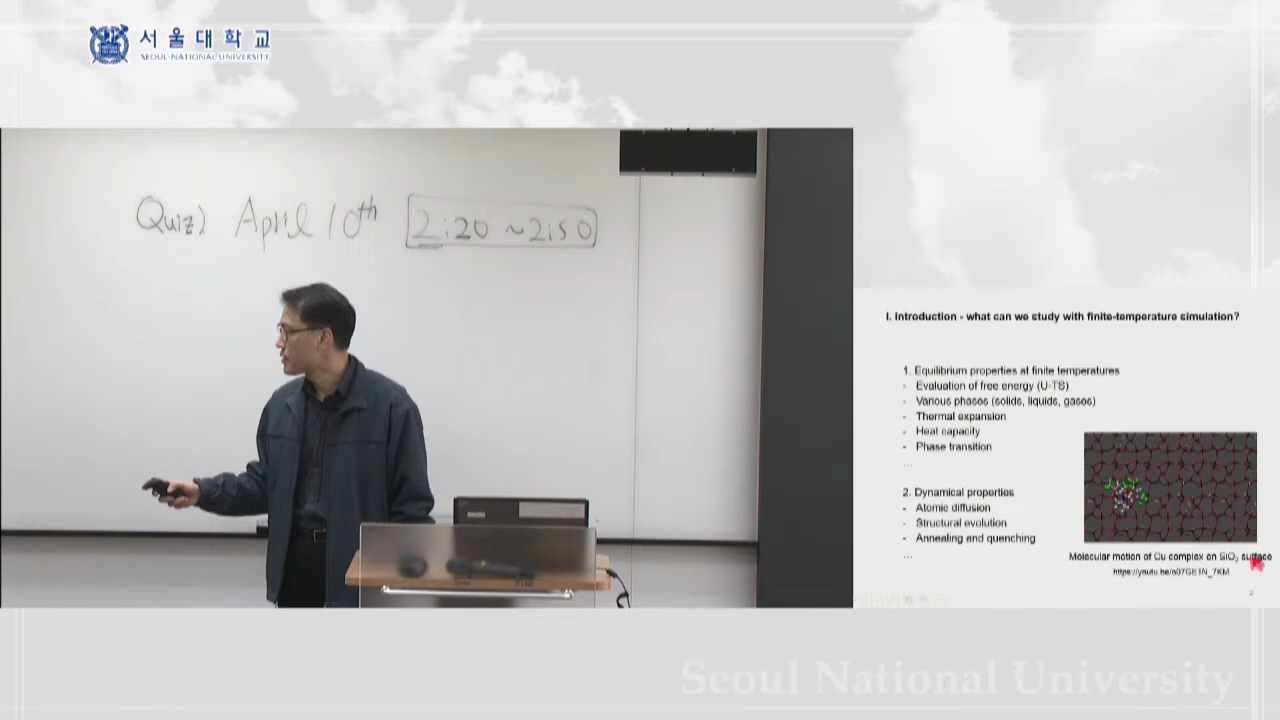 서울대학교
SEOUL NATIONAL UNIVERSITY
Quiz) April 10th 2:20 ~ 2:50
I. Introduction - what can we study with finite-temperature simulation?
1. Equilibrium properties at finite temperatures
- Evaluation of free energy (U-TS)
- Various phases (solids, liquids, gases)
- Thermal expansion
- Heat capacity
- Phase transition
...
2. Dynamical properties
- Atomic diffusion
- Structural evolution
- Annealing and quenching
...
Molecular motion of Cu complex on SiO₂ surface
Seoul National University